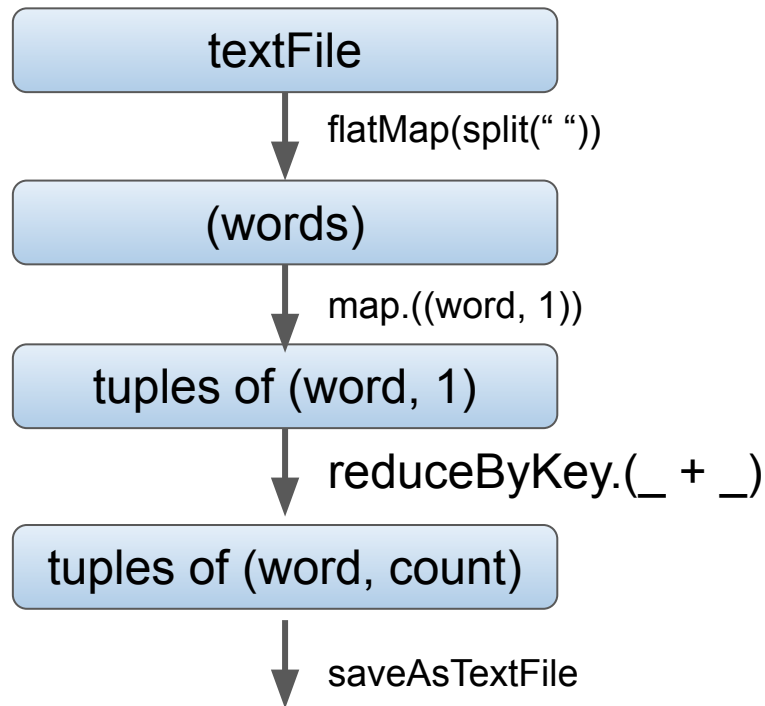 textFile
flatMap(split(“ “))
(words)
map.((word, 1))
tuples of (word, 1)
reduceByKey.(_ + _)
tuples of (word, count)
saveAsTextFile